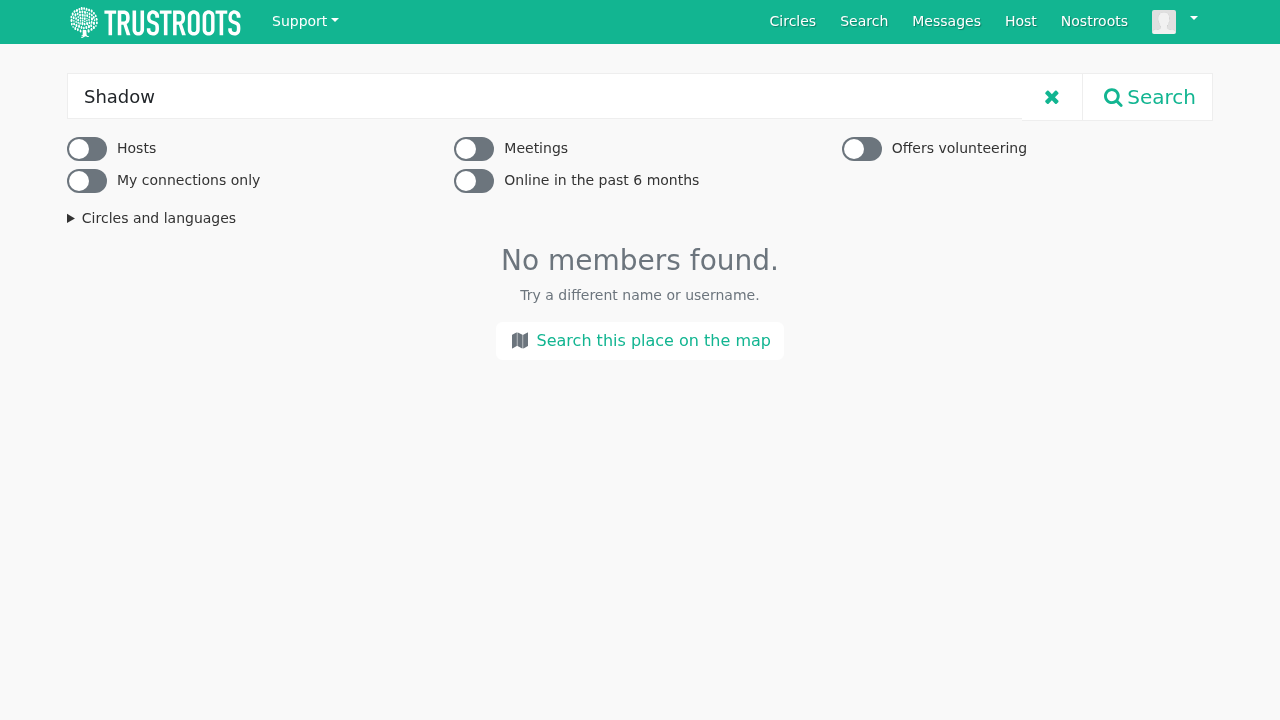 TRUSTROOTS Support Circles Search Messages Host Nostroots
Shadow Search
Hosts Meetings Offers volunteering
My connections only Online in the past 6 months
Circles and languages
No members found.
Try a different name or username.
Search this place on the map